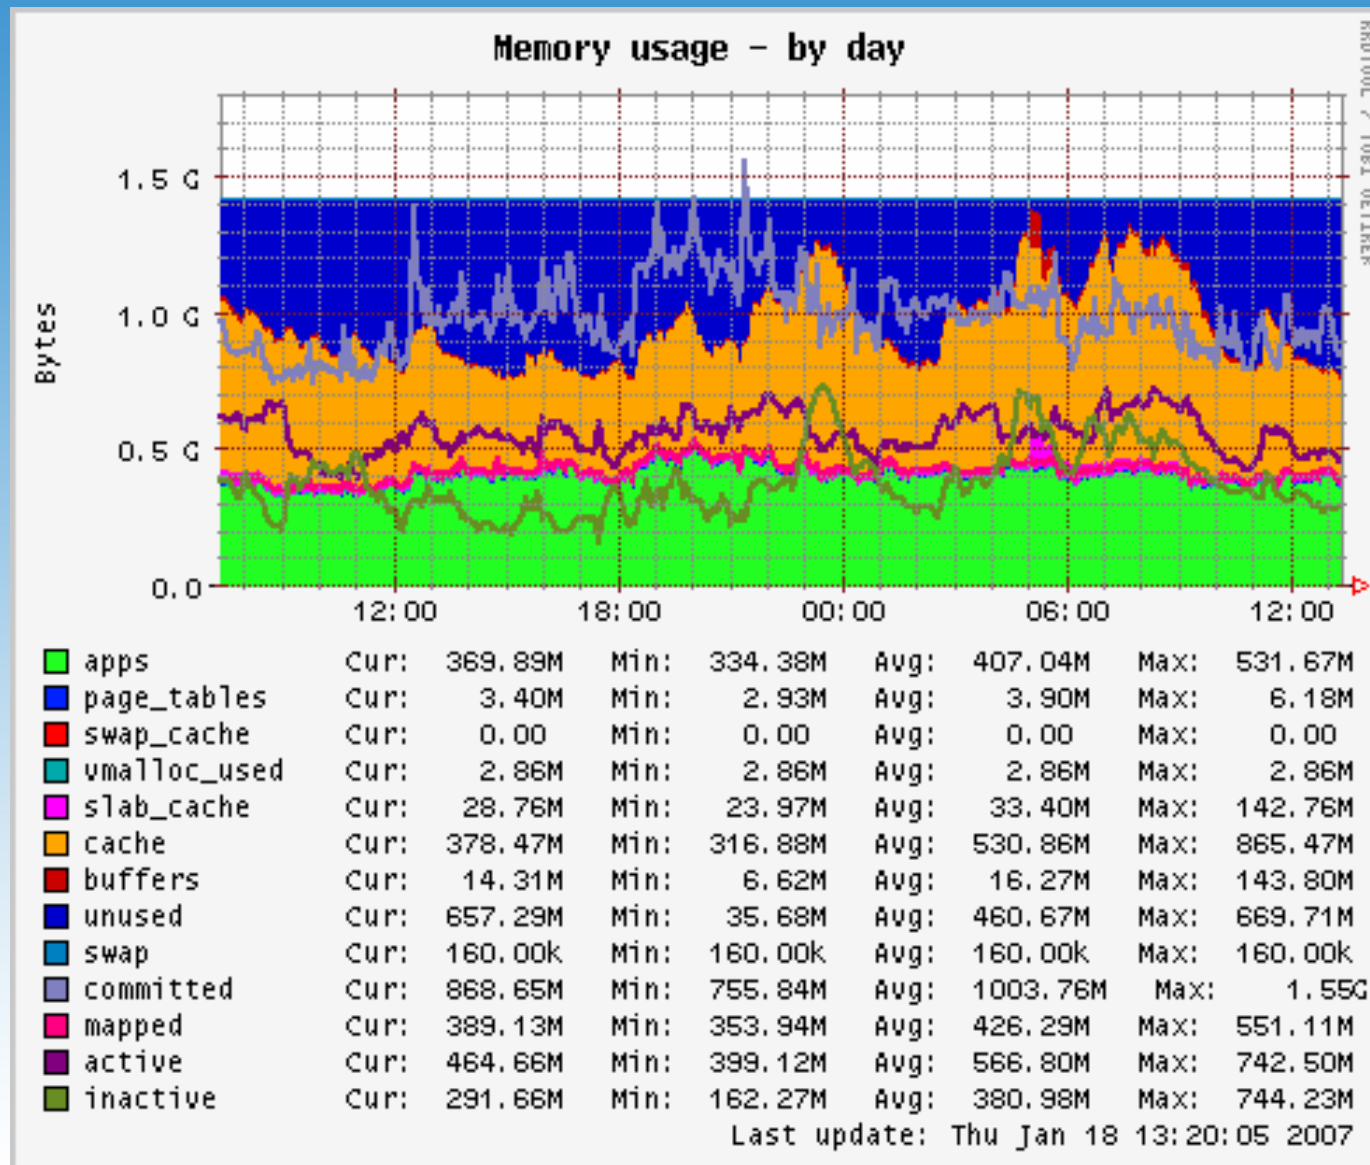 Memory usage - by day
Bytes
1.5 G
1.0 G
0.5 G
0.0
12:00 18:00 00:00 06:00 12:00
apps Cur: 369.89M Min: 334.38M Avg: 407.04M Max: 531.67M
page_tables Cur: 3.40M Min: 2.93M Avg: 3.90M Max: 6.18M
swap_cache Cur: 0.00 Min: 0.00 Avg: 0.00 Max: 0.00
vmalloc_used Cur: 2.86M Min: 2.86M Avg: 2.86M Max: 2.86M
slab_cache Cur: 28.76M Min: 23.97M Avg: 33.40M Max: 142.76M
cache Cur: 378.47M Min: 316.88M Avg: 530.86M Max: 865.47M
buffers Cur: 14.31M Min: 6.62M Avg: 16.27M Max: 143.80M
unused Cur: 657.29M Min: 35.68M Avg: 460.67M Max: 669.71M
swap Cur: 160.00k Min: 160.00k Avg: 160.00k Max: 160.00k
committed Cur: 868.65M Min: 755.84M Avg: 1003.76M Max: 1.55G
mapped Cur: 389.13M Min: 353.94M Avg: 426.29M Max: 551.11M
active Cur: 464.66M Min: 399.12M Avg: 566.80M Max: 742.50M
inactive Cur: 291.66M Min: 162.27M Avg: 380.98M Max: 744.23M
Last update: Thu Jan 18 13:20:05 2007